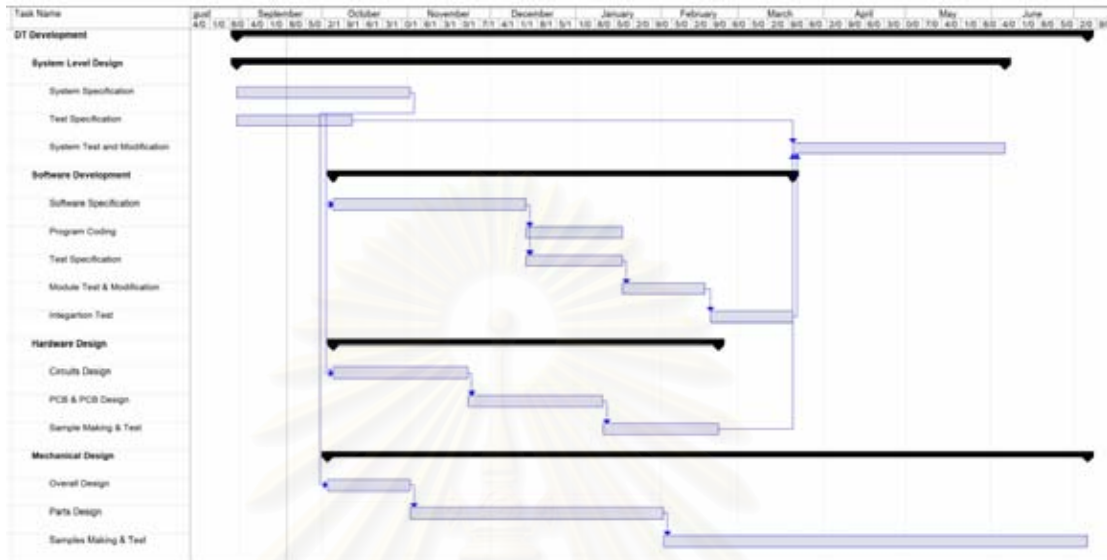 Task Name
September October November December January February March April May June
DT Development
System Level Design
System Specification
Test Specification
System Test and Modification
Software Development
Software Specification
Program Coding
Test Specification
Module Test & Modification
Integartion Test
Hardware Design
Circuits Design
PCB & PCB Design
Sample Making & Test
Mechanical Design
Overall Design
Parts Design
Samples Making & Test